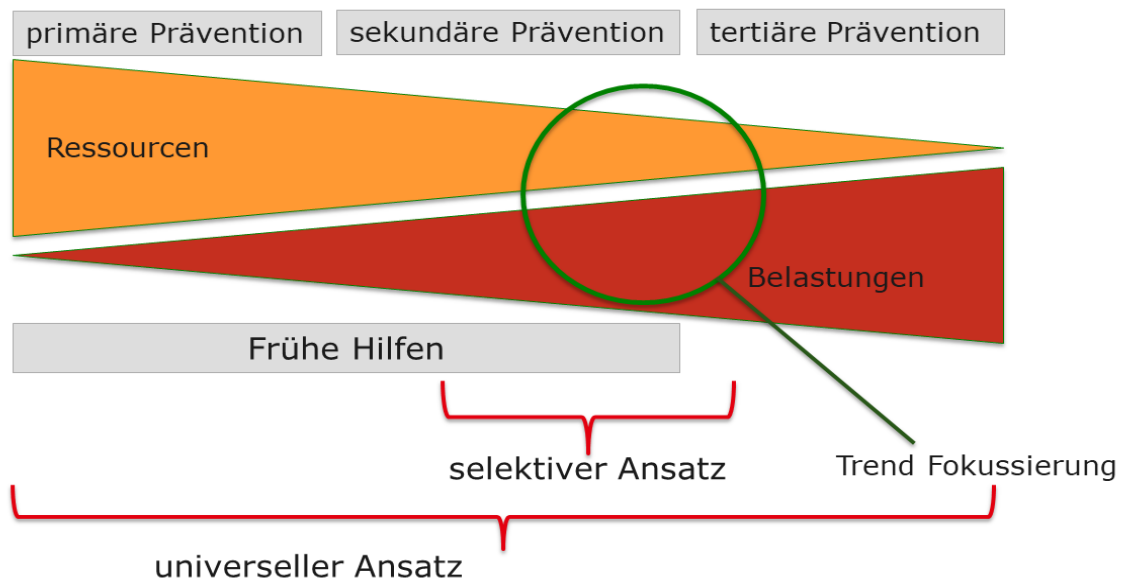 primäre Prävention
sekundäre Prävention
tertiäre Prävention
Ressourcen
Belastungen
Frühe Hilfen
selektiver Ansatz
Trend Fokussierung
universeller Ansatz